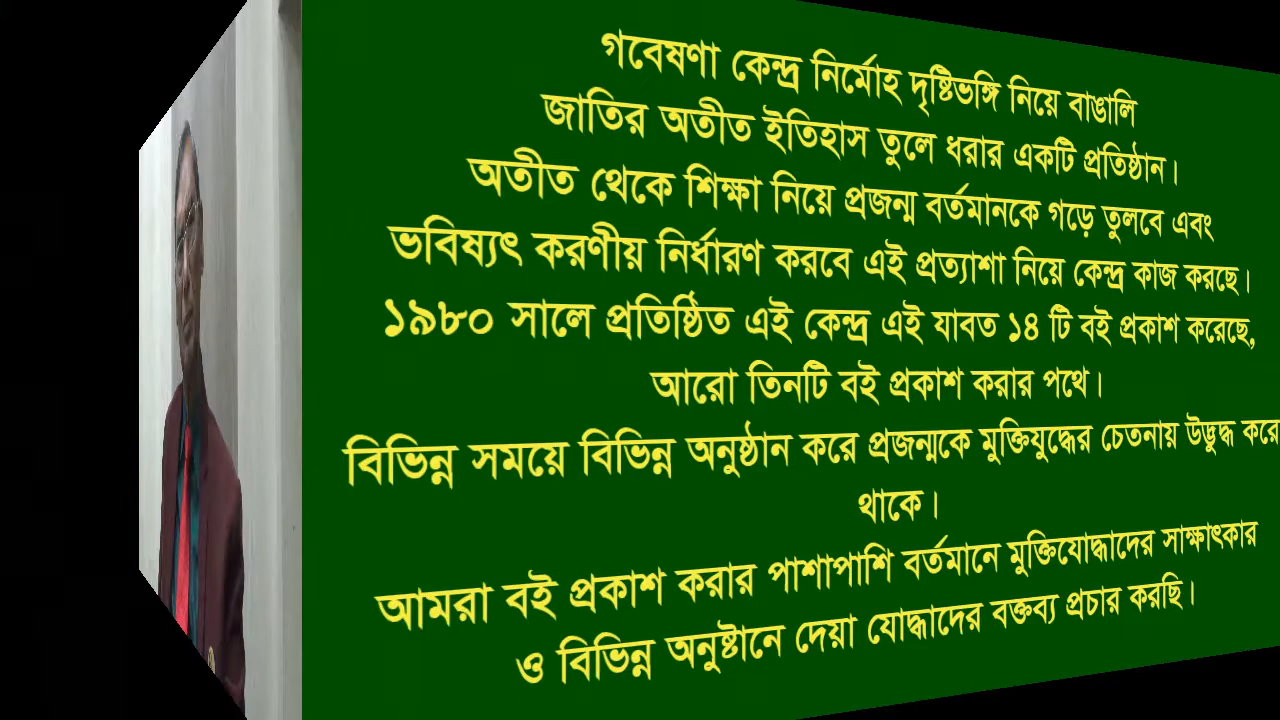 গবেষণা কেন্দ্র নির্মোহ দৃষ্টিভঙ্গি নিয়ে বাঙালি
জাতির অতীত ইতিহাস তুলে ধরার একটি প্রতিষ্ঠান।
অতীত থেকে শিক্ষা নিয়ে প্রজন্ম বর্তমানকে গড়ে তুলবে এবং
ভবিষ্যৎ করণীয় নির্ধারণ করবে এই প্রত্যাশা নিয়ে কেন্দ্র কাজ করছে।
১৯৮০ সালে প্রতিষ্ঠিত এই কেন্দ্র এই যাবত ১৪ টি বই প্রকাশ করেছে,
আরো তিনটি বই প্রকাশ করার পথে।
বিভিন্ন সময়ে বিভিন্ন অনুষ্ঠান করে প্রজন্মকে মুক্তিযুদ্ধের চেতনায় উদ্ভুদ্ধ করে
থাকে।
আমরা বই প্রকাশ করার পাশাপাশি বর্তমানে মুক্তিযোদ্ধাদের সাক্ষাৎকার
ও বিভিন্ন অনুষ্টানে দেয়া যোদ্ধাদের বক্তব্য প্রচার করছি।